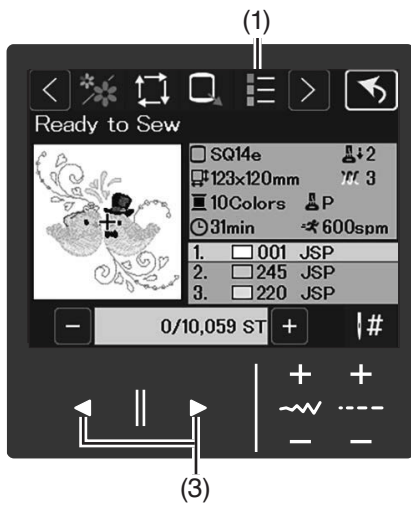 (1)
Ready to Sew
SQ14e 2
123x120mm 3
10Colors P
31min 600spm
1. 001 JSP
2. 245 JSP
3. 220 JSP
− 0/10,059 ST + #
+ +
− −
(3)